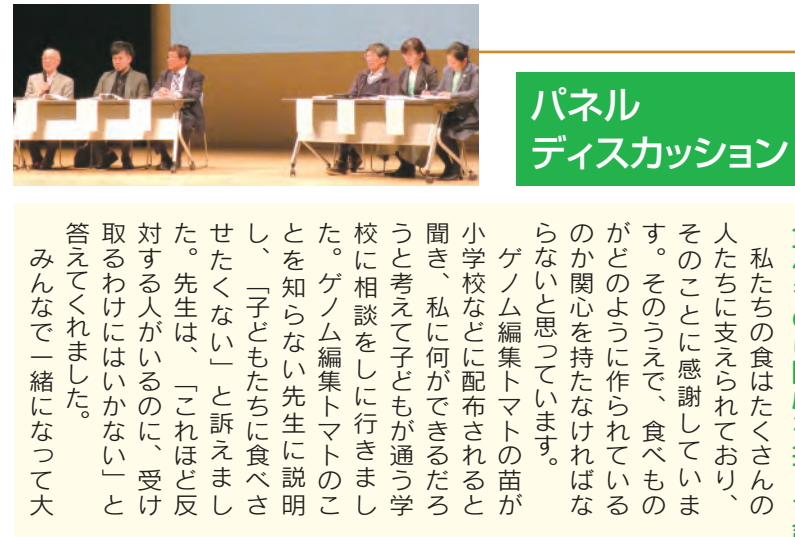 パネル
ディスカッション
私たちの食はたくさんの
人たちに支えられており、
そのことに感謝していま
す。そのうえで、食べもの
がどのように作られている
のか関心を持たなければな
らないと思っています。
ゲノム編集トマトの苗が
小学校などに配布されると
聞き、私に何ができるだろ
うと考えて子どもが通う学
校に相談をしに行きまし
た。ゲノム編集トマトのこ
とを知らない先生に説明
し、「子どもたちに食べさ
せたくない」と訴えまし
た。先生は、「これほど反
対する人がいるのに、受け
取るわけにはいかない」と
答えてくれました。
みんなで一緒になって大